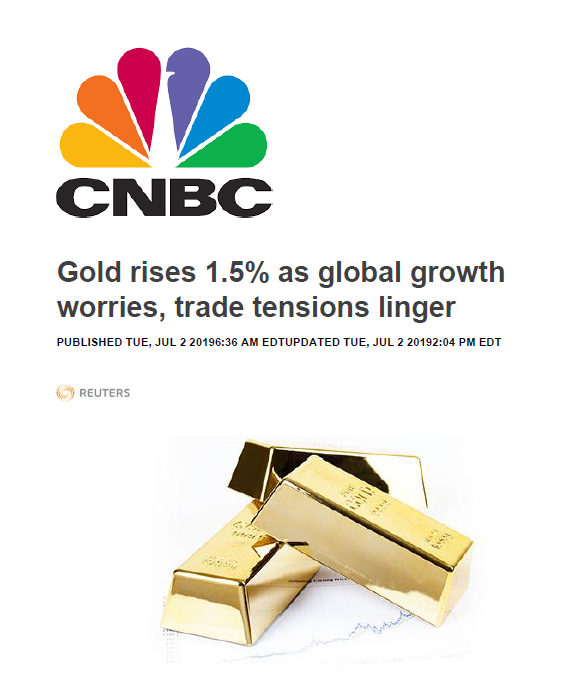 CNBC
Gold rises 1.5% as global growth
worries, trade tensions linger
PUBLISHED TUE, JUL 2 20196:36 AM EDTUPDATED TUE, JUL 2 20192:04 PM EDT
REUTERS
GOLD